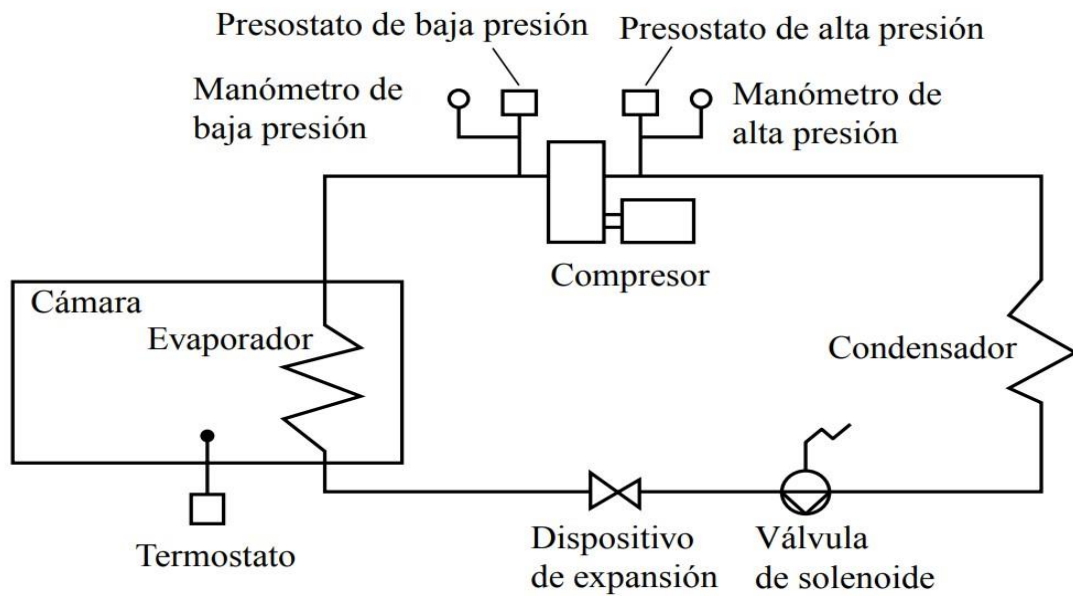 Presostato de baja presión
Presostato de alta presión
Manómetro de
baja presión
Manómetro de
alta presión
Compresor
Cámara
Evaporador
Condensador
Termostato
Dispositivo
de expansión
Válvula
de solenoide